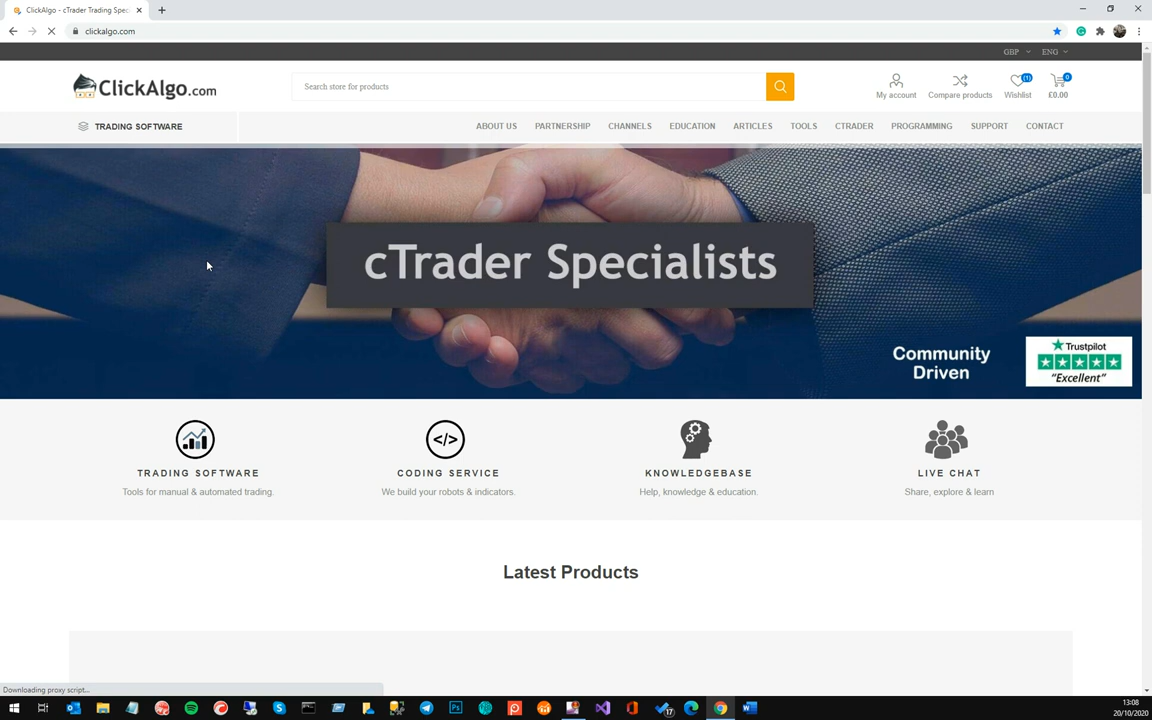 ClickAlgo - cTrader Trading Spec
clickalgo.com
GBP
ENG
ClickAlgo.com
Search store for products
My account
Compare products
(1)
Wishlist
0
£0.00
TRADING SOFTWARE
ABOUT US
PARTNERSHIP
CHANNELS
EDUCATION
ARTICLES
TOOLS
CTRADER
PROGRAMMING
SUPPORT
CONTACT
cTrader Specialists
Community
Driven
Trustpilot
"Excellent"
TRADING SOFTWARE
Tools for manual & automated trading.
CODING SERVICE
We build your robots & indicators.
KNOWLEDGEBASE
Help, knowledge & education.
LIVE CHAT
Share, explore & learn
Latest Products
Downloading proxy script...
17
13:08
20/10/2020